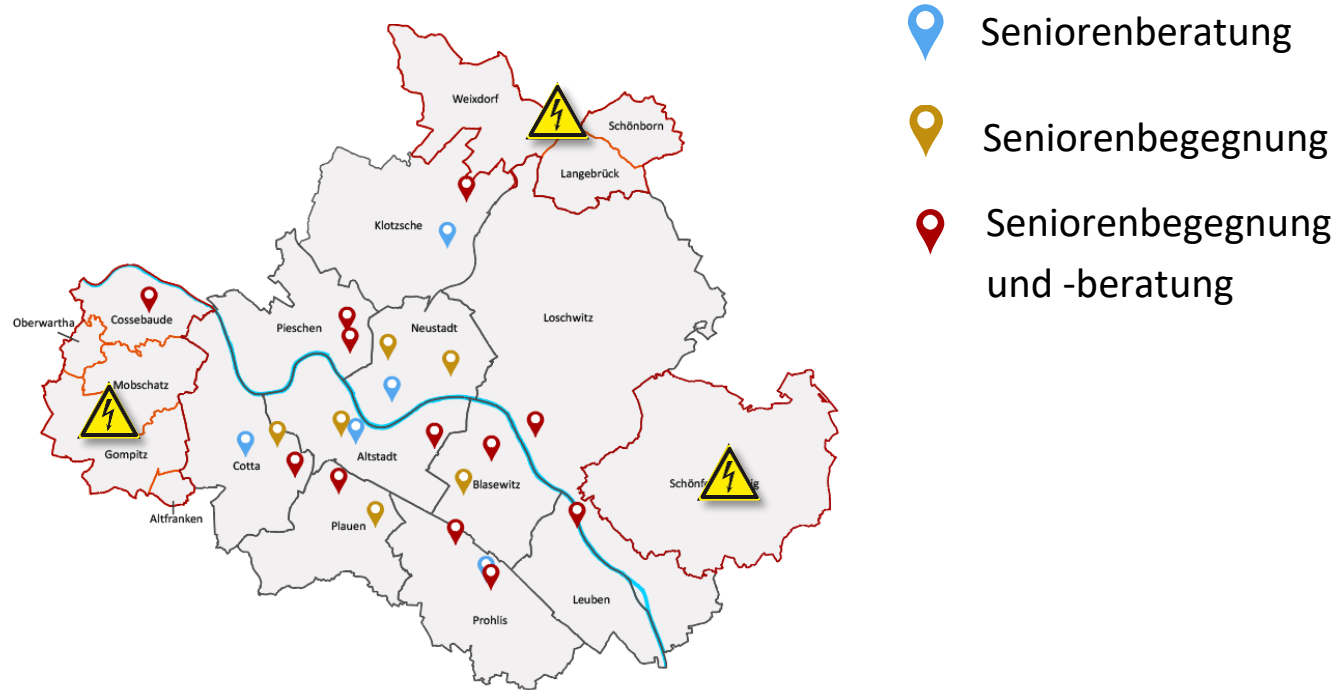 Seniorenberatung
Seniorenbegegnung
Seniorenbegegnung
und -beratung
Weixdorf
Schönborn
Langebrück
Klotzsche
Cossebaude
Oberwartha
Pieschen
Neustadt
Loschwitz
Mobschatz
Gompitz
Cotta
Altstadt
Blasewitz
Altfranken
Plauen
Leuben
Prohlis